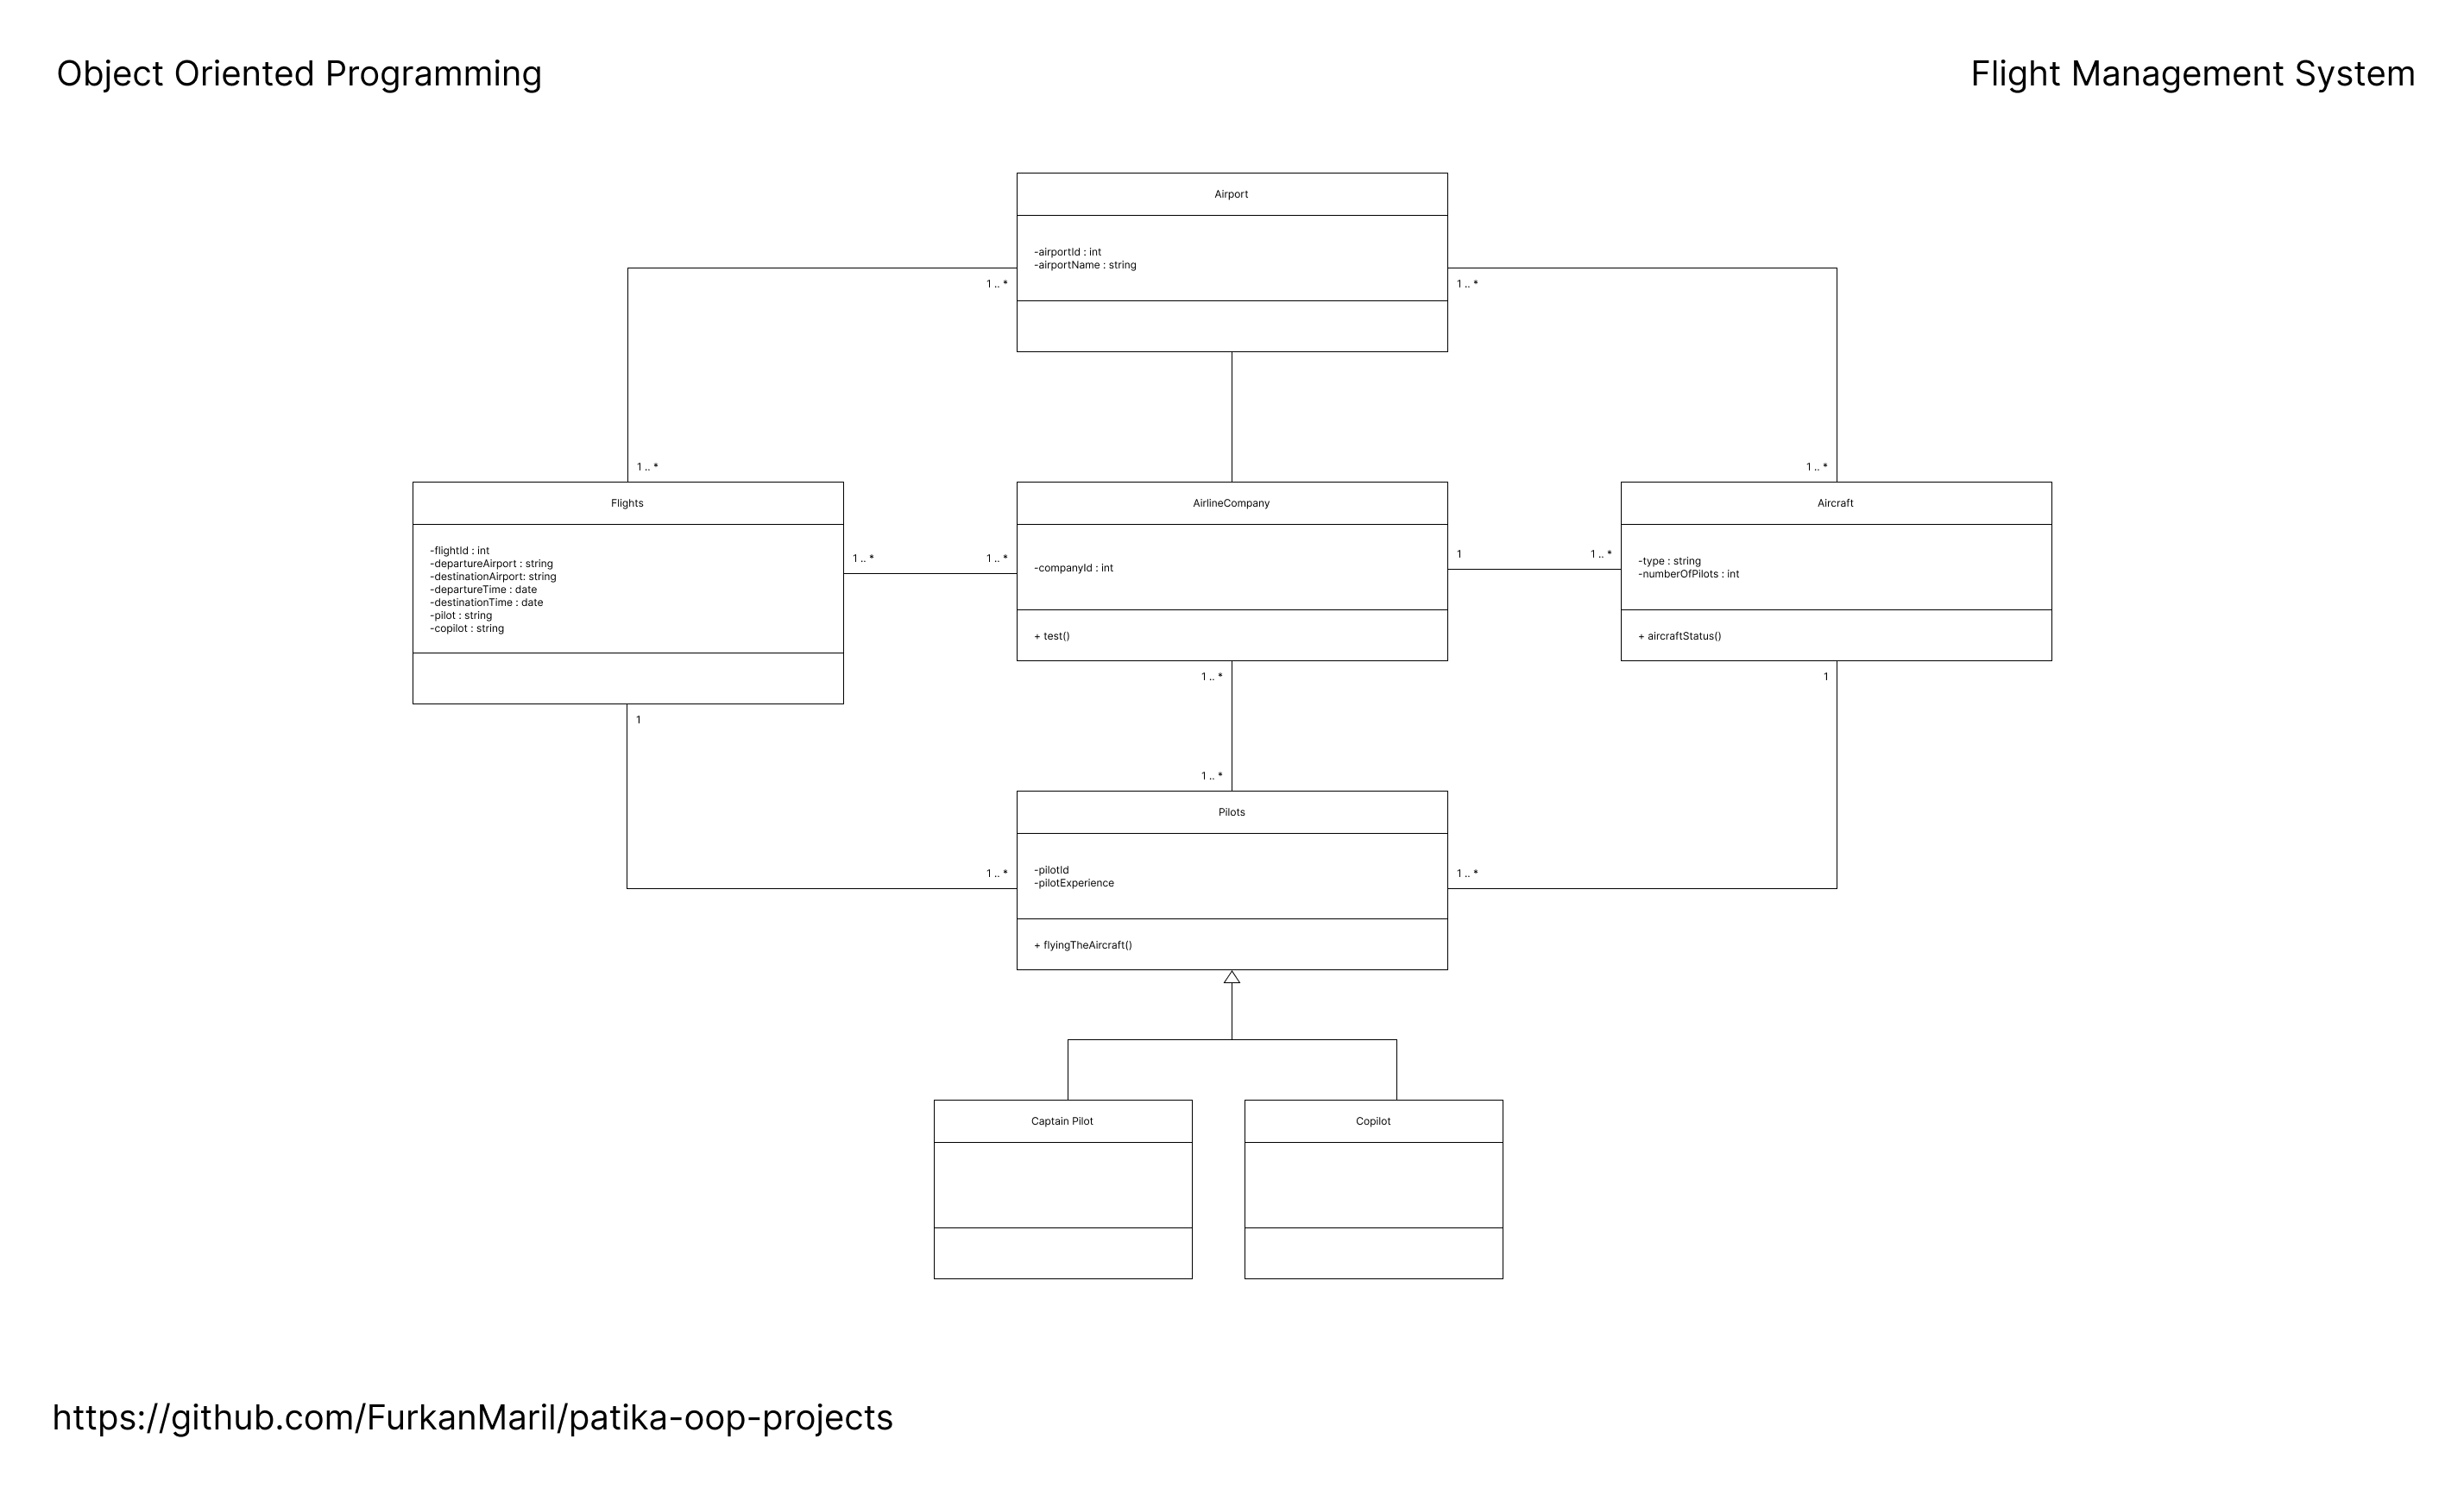 Object Oriented Programming
Flight Management System
Airport
-airportId : int
-airportName : string
1 .. *
1 .. *
1 .. *
1 .. *
Flights
-flightId : int
-departureAirport : string
-destinationAirport: string
-departureTime : date
-destinationTime : date
-pilot : string
-copilot : string
1 .. *
1 .. *
AirlineCompany
-companyId : int
+ test()
1
1 .. *
Aircraft
-type : string
-numberOfPilots : int
+ aircraftStatus()
1 .. *
1
1
1 .. *
Pilots
1 .. *
1 .. *
-pilotId
-pilotExperience
+ flyingTheAircraft()
Captain Pilot
Copilot
https://github.com/FurkanMaril/patika-oop-projects